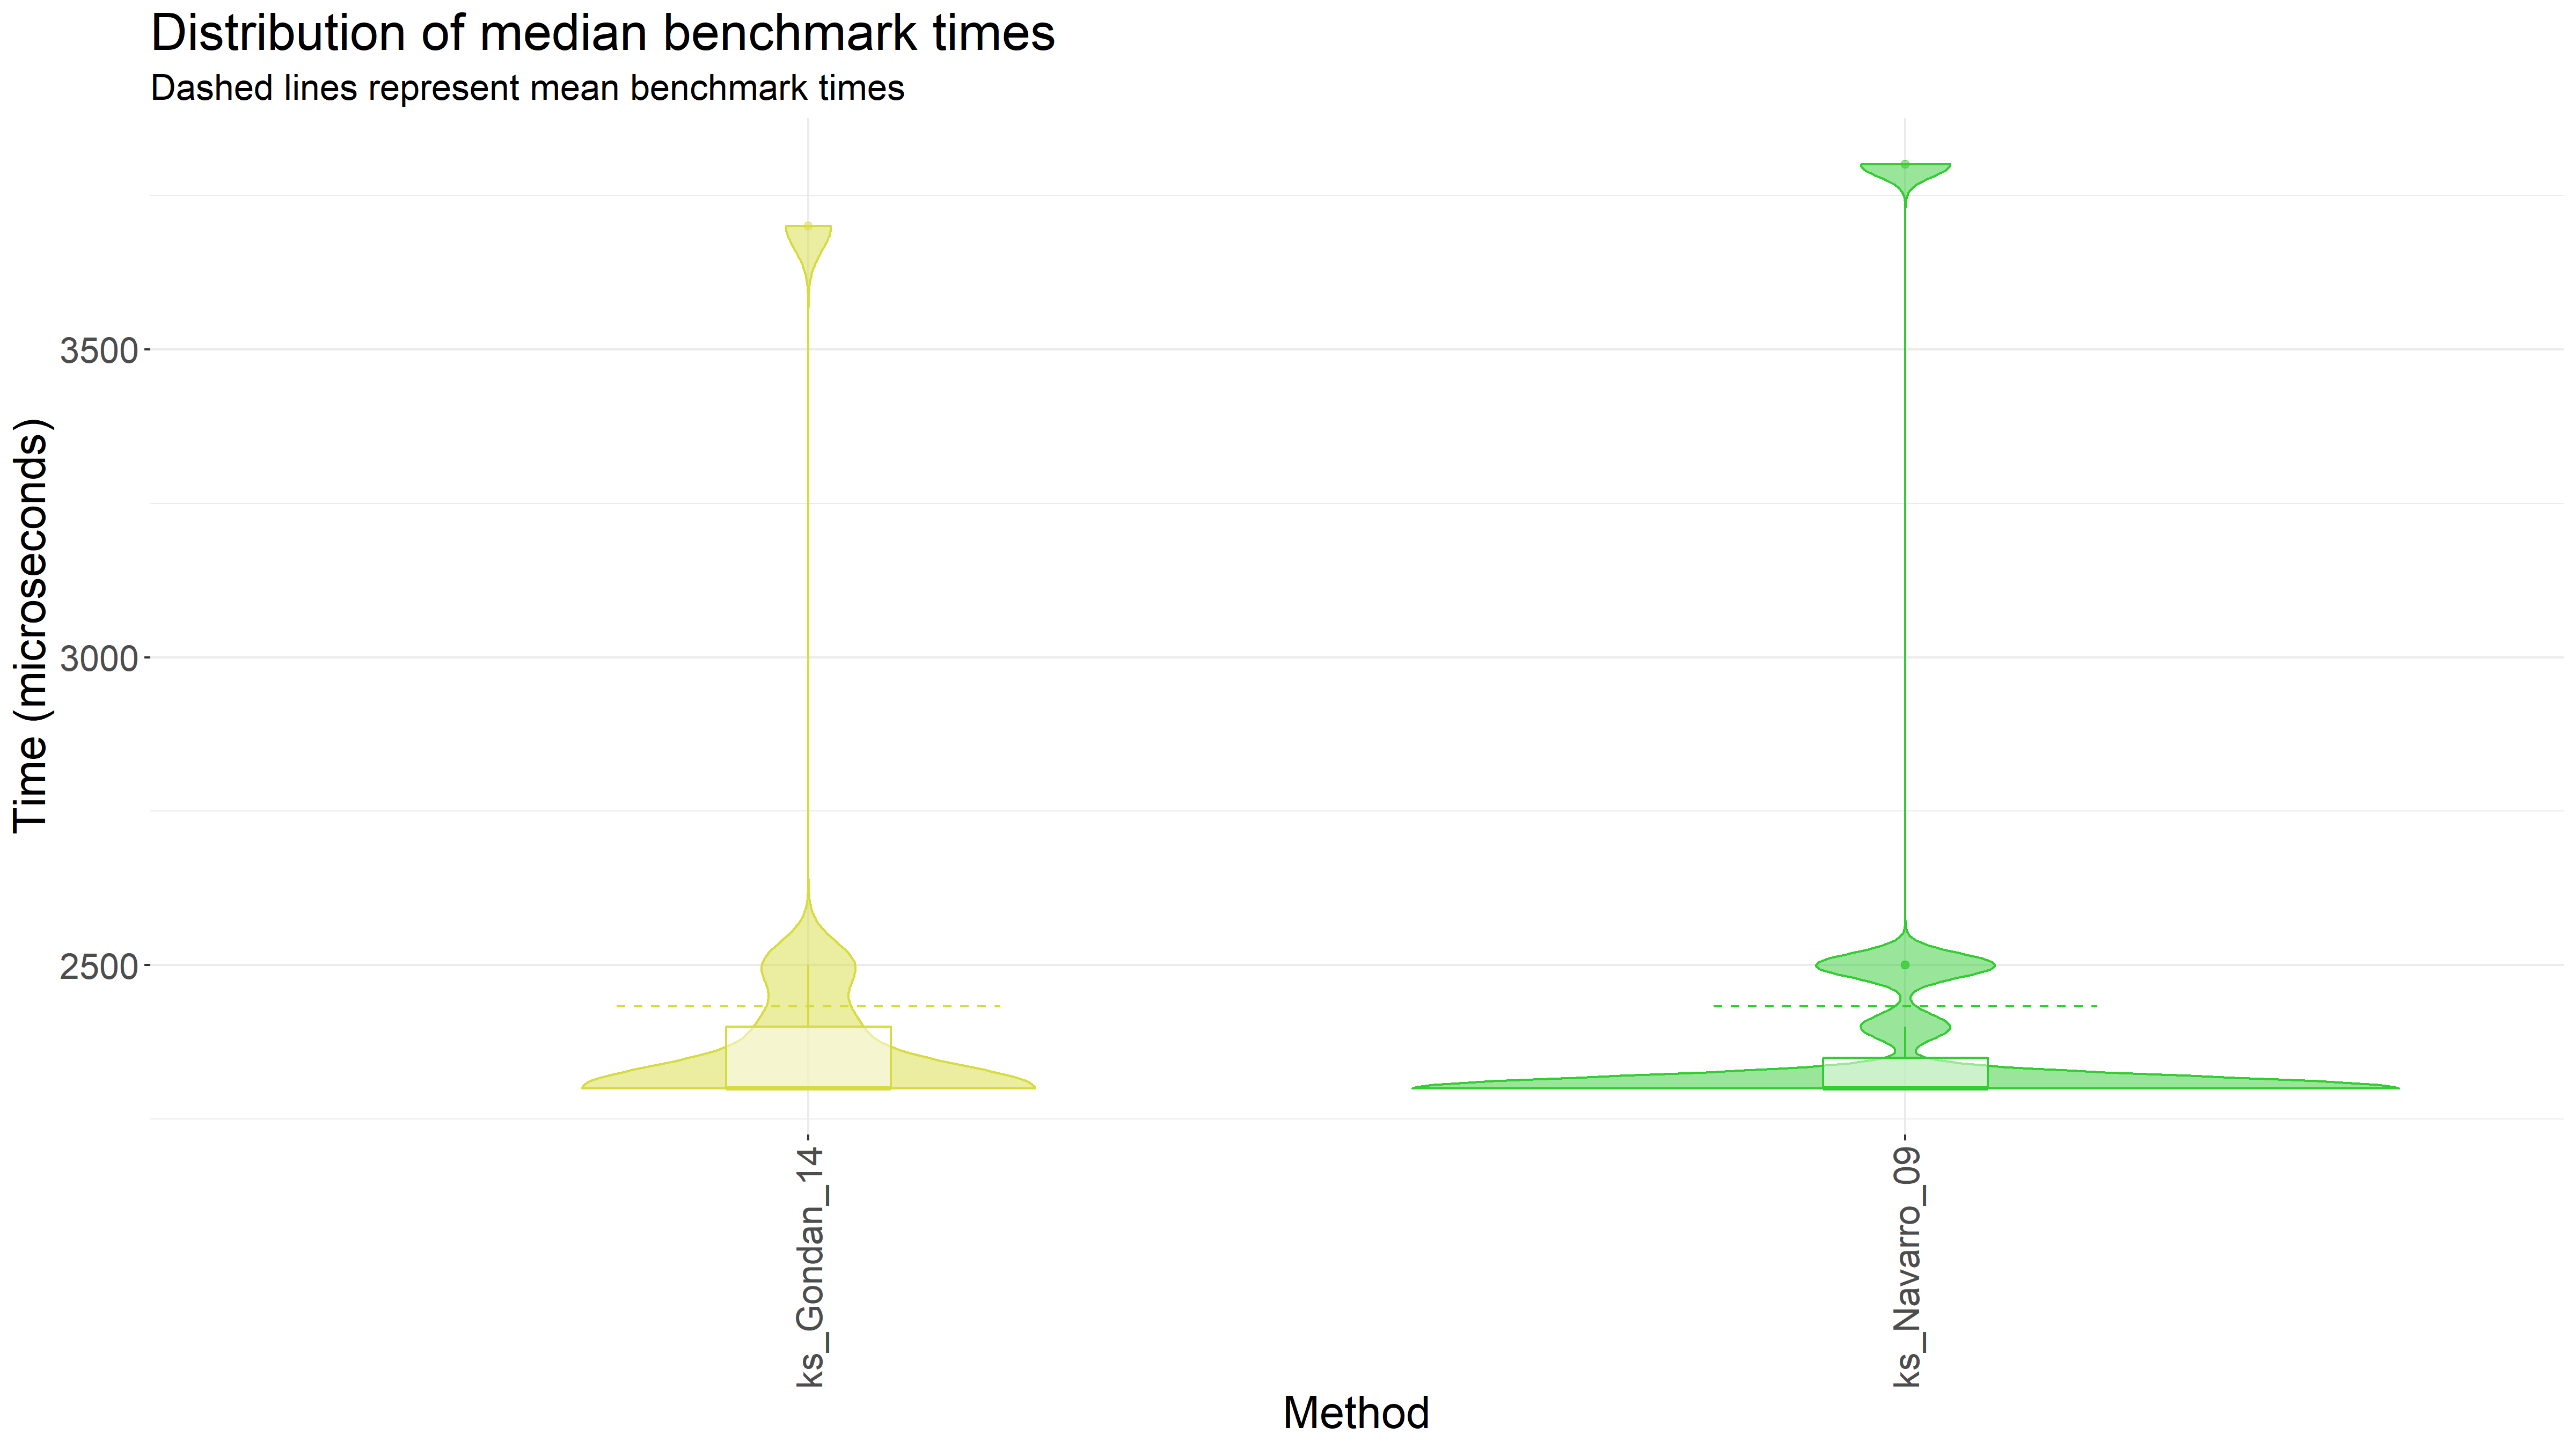 Distribution of median benchmark times
Dashed lines represent mean benchmark times
Time (microseconds)
3500
3000
2500
ks_Gondan_14
ks_Navarro_09
Method